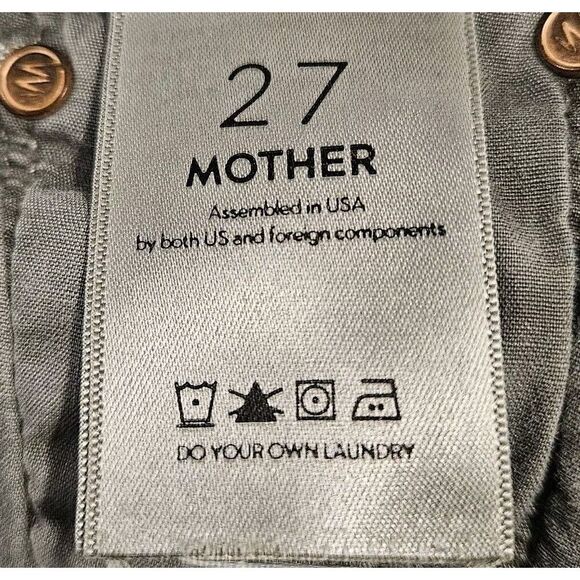 27
MOTHER
Assembled in USA
by both US and foreign components
DO YOUR OWN LAUNDRY
M